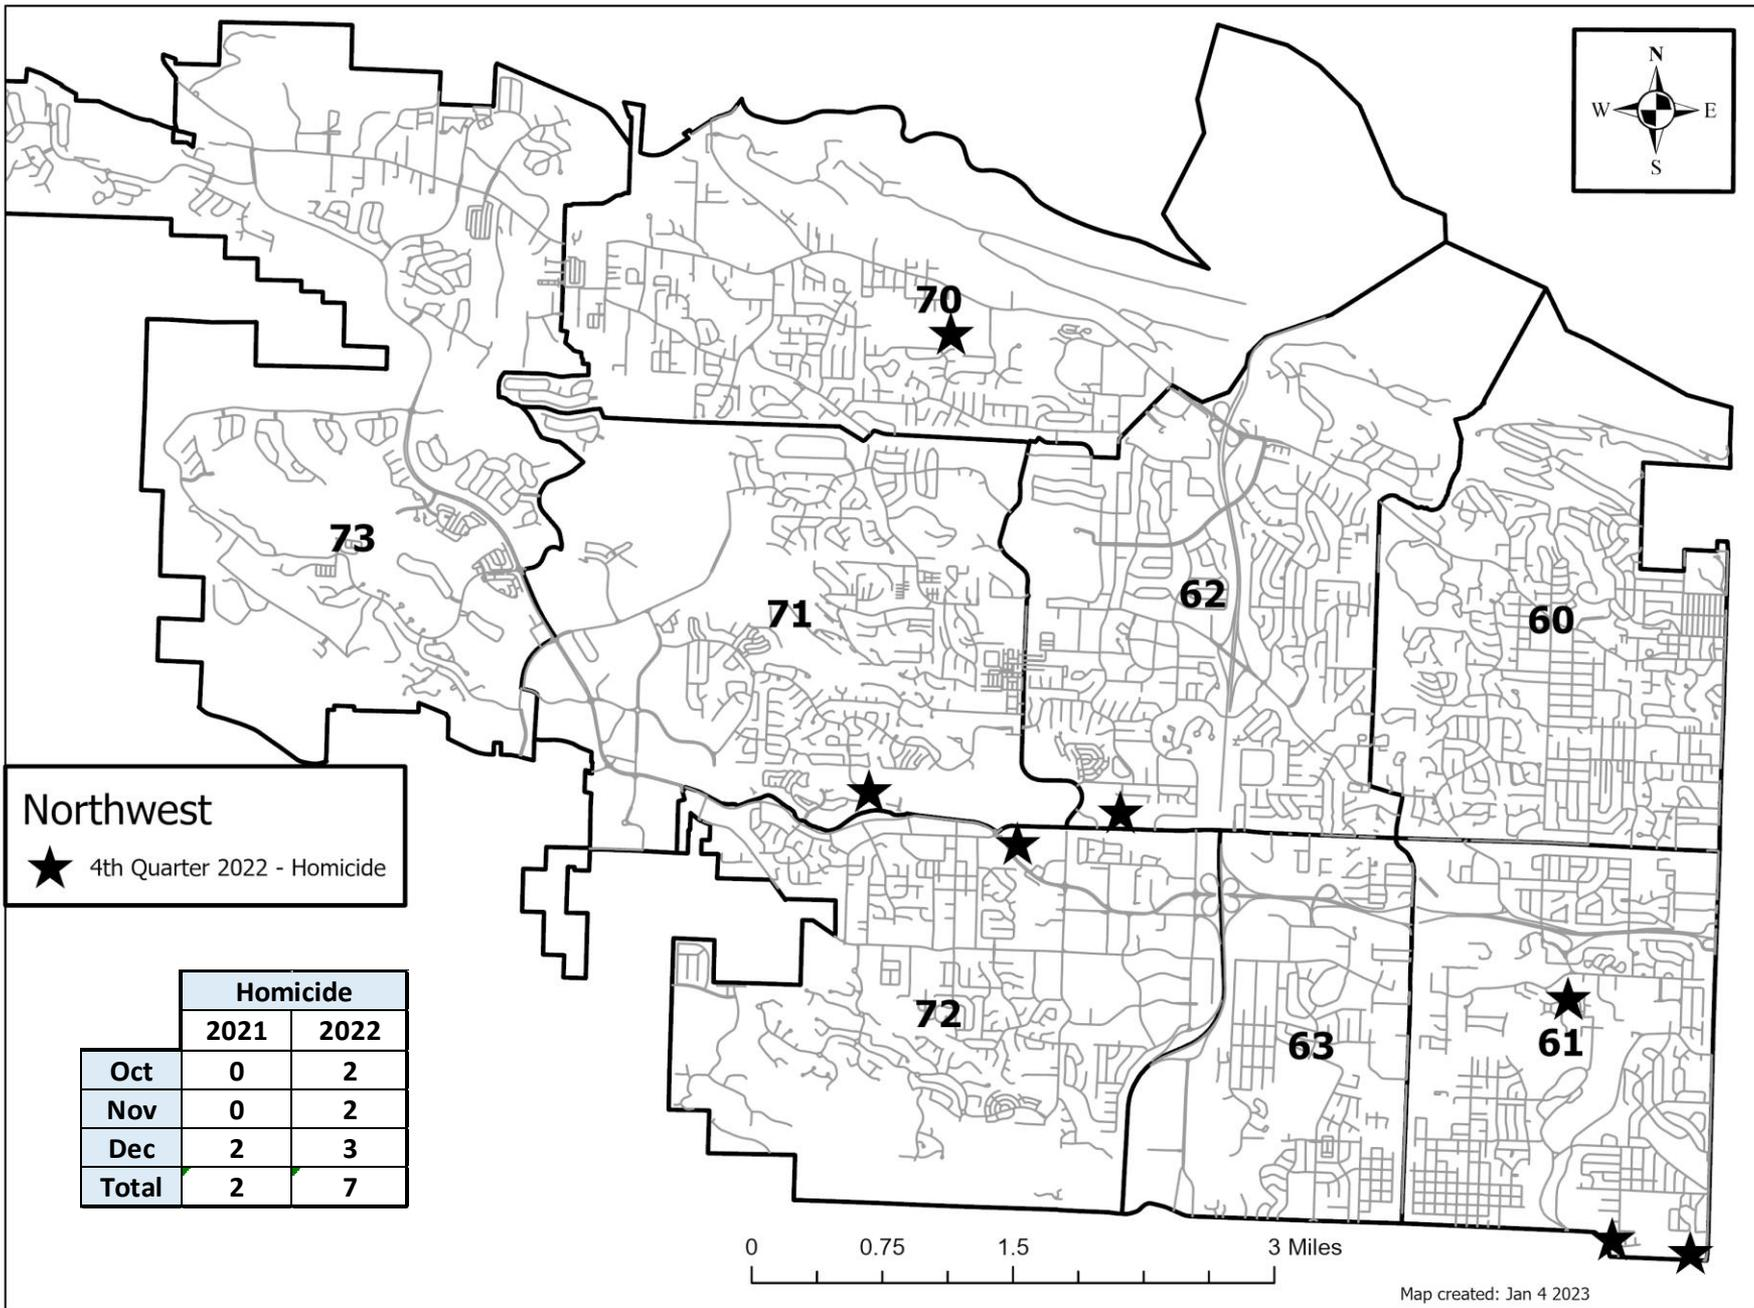 N
W E
S
70
73
71
62
60
Northwest
4th Quarter 2022 - Homicide
72
63
61
Homicide
2021 2022
Oct 0 2
Nov 0 2
Dec 2 3
Total 2 7
0 0.75 1.5 3 Miles
Map created: Jan 4 2023